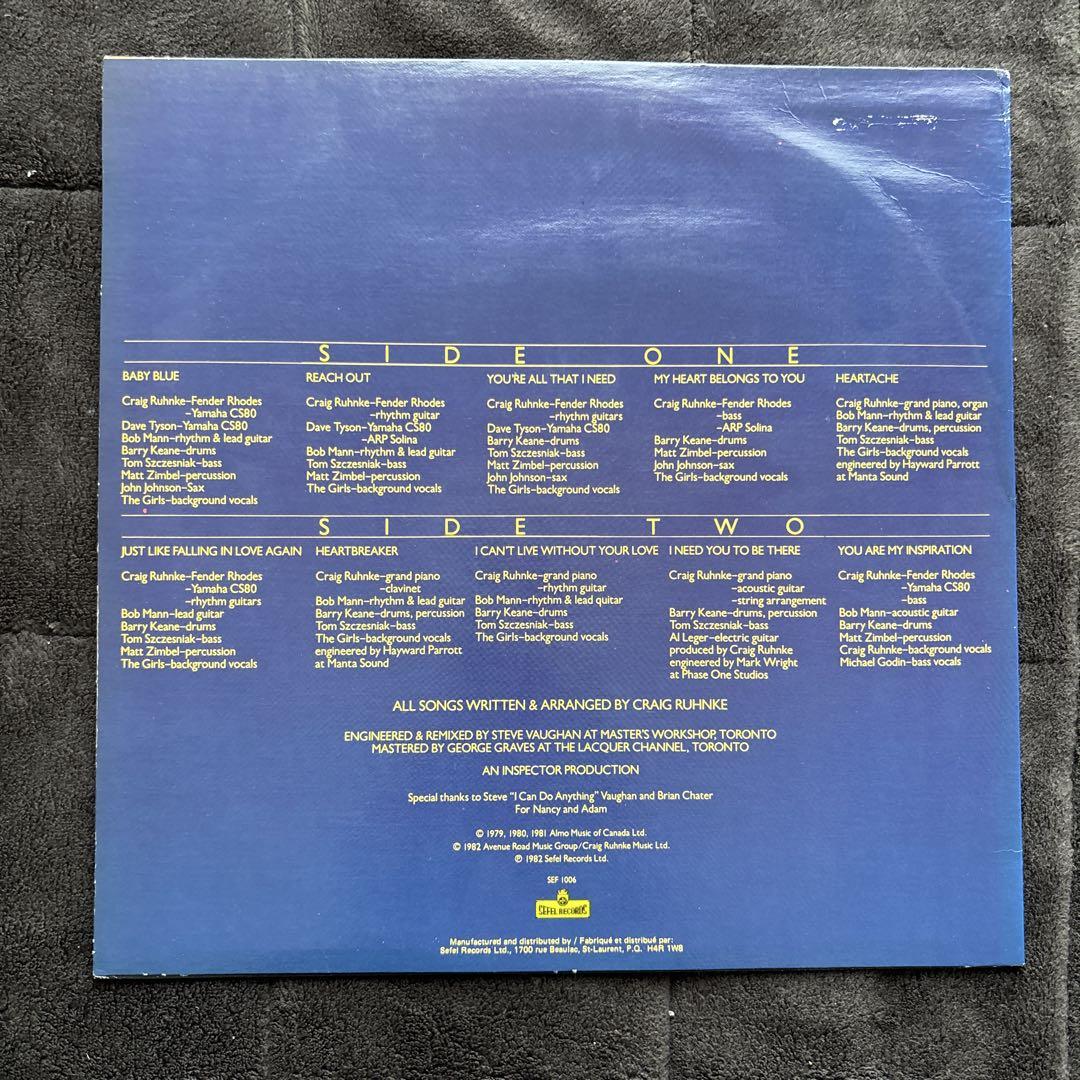 SIDE ONE
BABY BLUE
Craig Ruhnke–Fender Rhodes
–Yamaha CS80
Dave Tyson–Yamaha CS80
Bob Mann–rhythm & lead guitar
Barry Keane–drums
Tom Szczesniak–bass
Matt Zimbel–percussion
John Johnson–Sax
The Girls–background vocals
REACH OUT
Craig Ruhnke–Fender Rhodes
–rhythm guitar
Dave Tyson–Yamaha CS80
–ARP Solina
Bob Mann–rhythm & lead guitar
Tom Szczesniak–bass
Matt Zimbel–percussion
The Girls–background vocals
YOU'RE ALL THAT I NEED
Craig Ruhnke–Fender Rhodes
–rhythm guitars
Dave Tyson–Yamaha CS80
Barry Keane–drums
Tom Szczesniak–bass
Matt Zimbel–percussion
John Johnson–sax
The Girls–background vocals
MY HEART BELONGS TO YOU
Craig Ruhnke–Fender Rhodes
–bass
–ARP Solina
Barry Keane–drums
Matt Zimbel–percussion
John Johnson–sax
The Girls–background vocals
HEARTACHE
Craig Ruhnke–grand piano, organ
Bob Mann–rhythm & lead guitar
Barry Keane–drums, percussion
Tom Szczesniak–bass
The Girls–background vocals
engineered by Hayward Parrott
at Manta Sound
SIDE TWO
JUST LIKE FALLING IN LOVE AGAIN
Craig Ruhnke–Fender Rhodes
–Yamaha CS80
–rhythm guitars
Bob Mann–lead guitar
Barry Keane–drums
Tom Szczesniak–bass
Matt Zimbel–percussion
The Girls–background vocals
HEARTBREAKER
Craig Ruhnke–grand piano
–clavinet
Bob Mann–rhythm & lead guitar
Barry Keane–drums, percussion
Tom Szczesniak–bass
The Girls–background vocals
engineered by Hayward Parrott
at Manta Sound
I CAN'T LIVE WITHOUT YOUR LOVE
Craig Ruhnke–grand piano
–rhythm guitar
Bob Mann–rhythm & lead quitar
Barry Keane–drums
Tom Szczesniak–bass
The Girls–background vocals
I NEED YOU TO BE THERE
Craig Ruhnke–grand piano
–acoustic guitar
–string arrangement
Barry Keane–drums, percussion
Tom Szczesniak–bass
Al Leger–electric guitar
produced by Craig Ruhnke
engineered by Mark Wright
at Phase One Studios
YOU ARE MY INSPIRATION
Craig Ruhnke–Fender Rhodes
–Yamaha CS80
–bass
Bob Mann–acoustic guitar
Barry Keane–drums
Matt Zimbel–percussion
Craig Ruhnke–background vocals
Michael Godin–bass vocals
ALL SONGS WRITTEN & ARRANGED BY CRAIG RUHNKE
ENGINEERED & REMIXED BY STEVE VAUGHAN AT MASTER'S WORKSHOP, TORONTO
MASTERED BY GEORGE GRAVES AT THE LACQUER CHANNEL, TORONTO
AN INSPECTOR PRODUCTION
Special thanks to Steve "I Can Do Anything" Vaughan and Brian Chater
For Nancy and Adam
© 1979, 1980, 1981 Almo Music of Canada Ltd.
© 1982 Avenue Road Music Group/Craig Ruhnke Music Ltd.
℗ 1982 Sefel Records Ltd.
SEF 1006
SEFEL RECORDS
Manufactured and distributed by / Fabriqué et distribué par:
Sefel Records Ltd., 1700 rue Beaulac, St-Laurent, P.Q. H4R 1W8